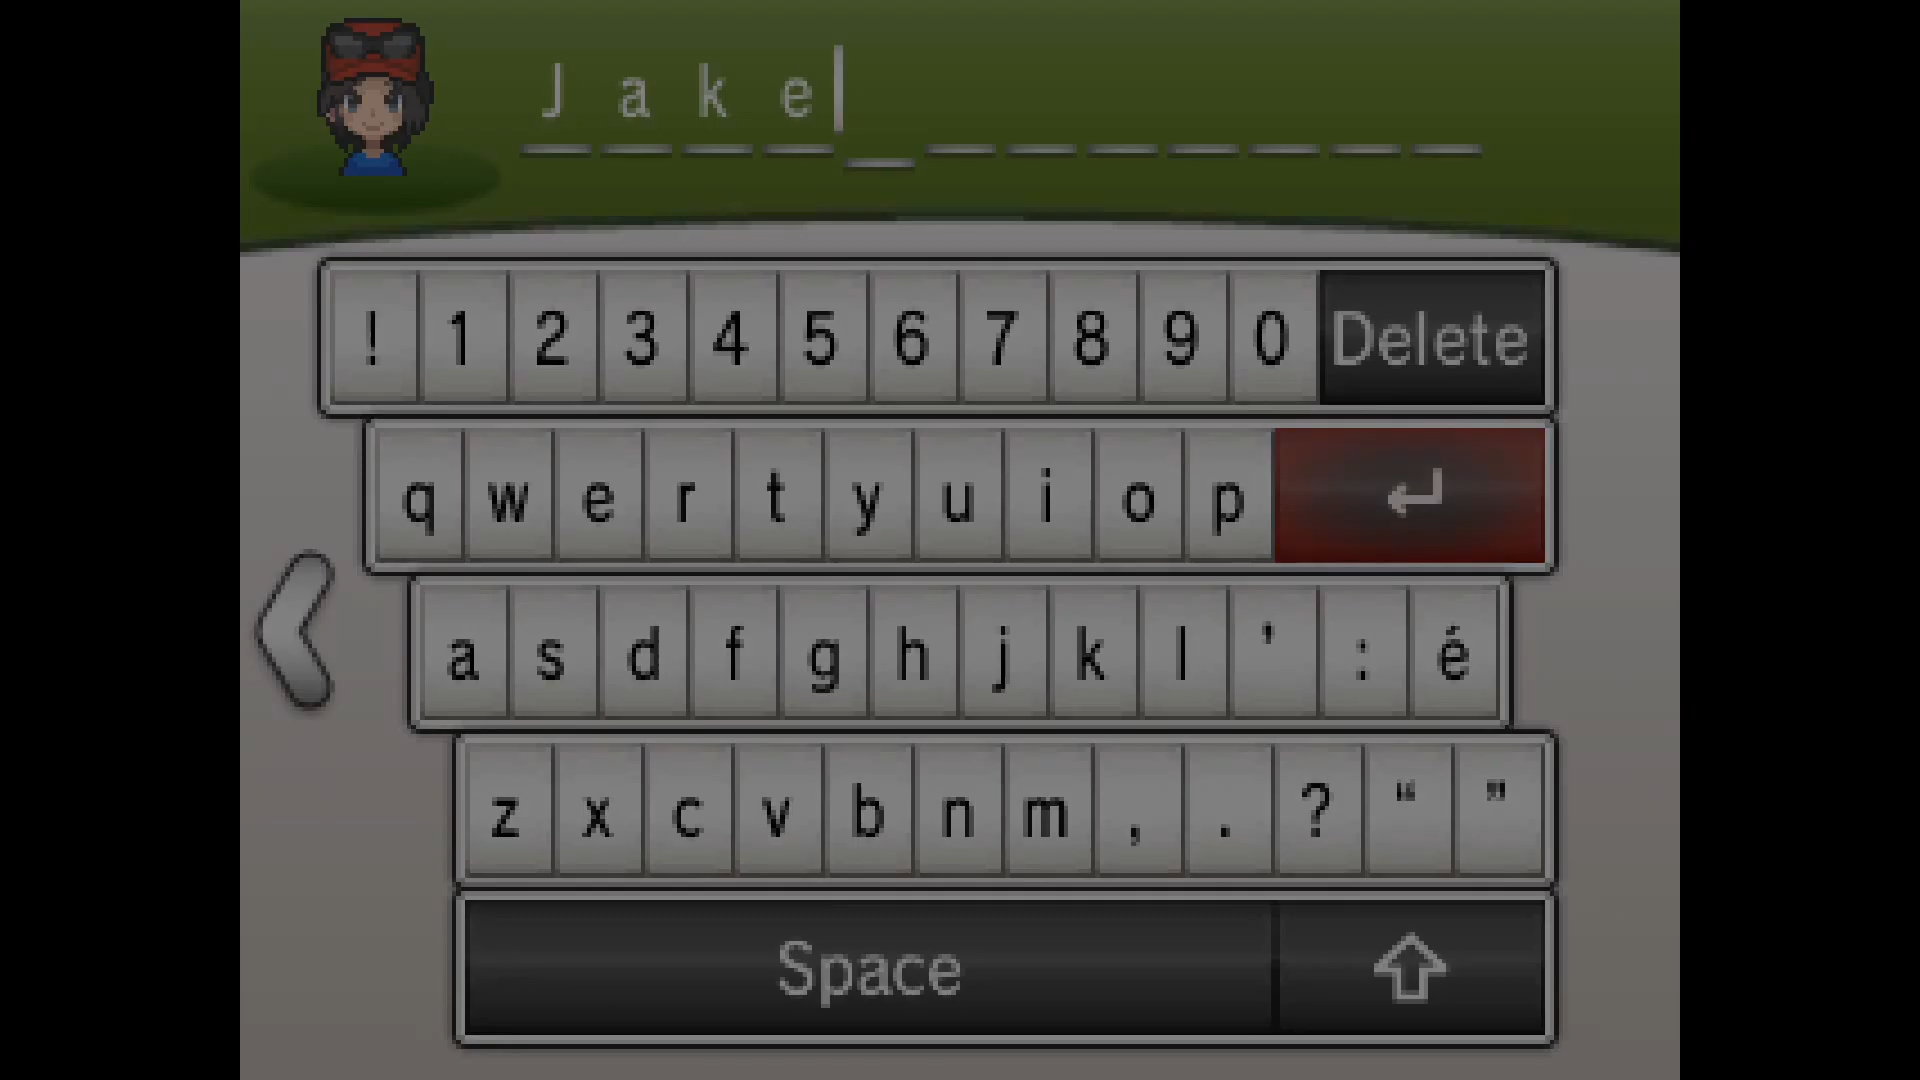 Jake
! 1 2 3 4 5 6 7 8 9 0 Delete
q w e r t y u i o p
a s d f g h j k l ' : é
z x c v b n m , . ? “ ”
Space